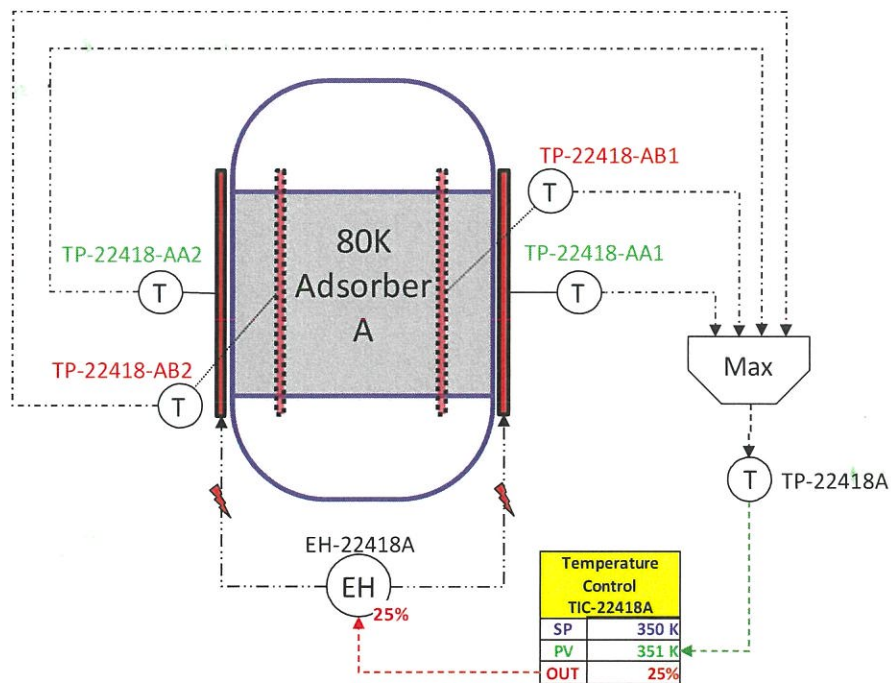 TP-22418-AB1
T
80K
Adsorber
A
TP-22418-AA2
T
TP-22418-AA1
T
TP-22418-AB2
T
Max
T
TP-22418A
EH-22418A
EH
25%
Temperature
Control
TIC-22418A
SP 350 K
PV 351 K
OUT 25%